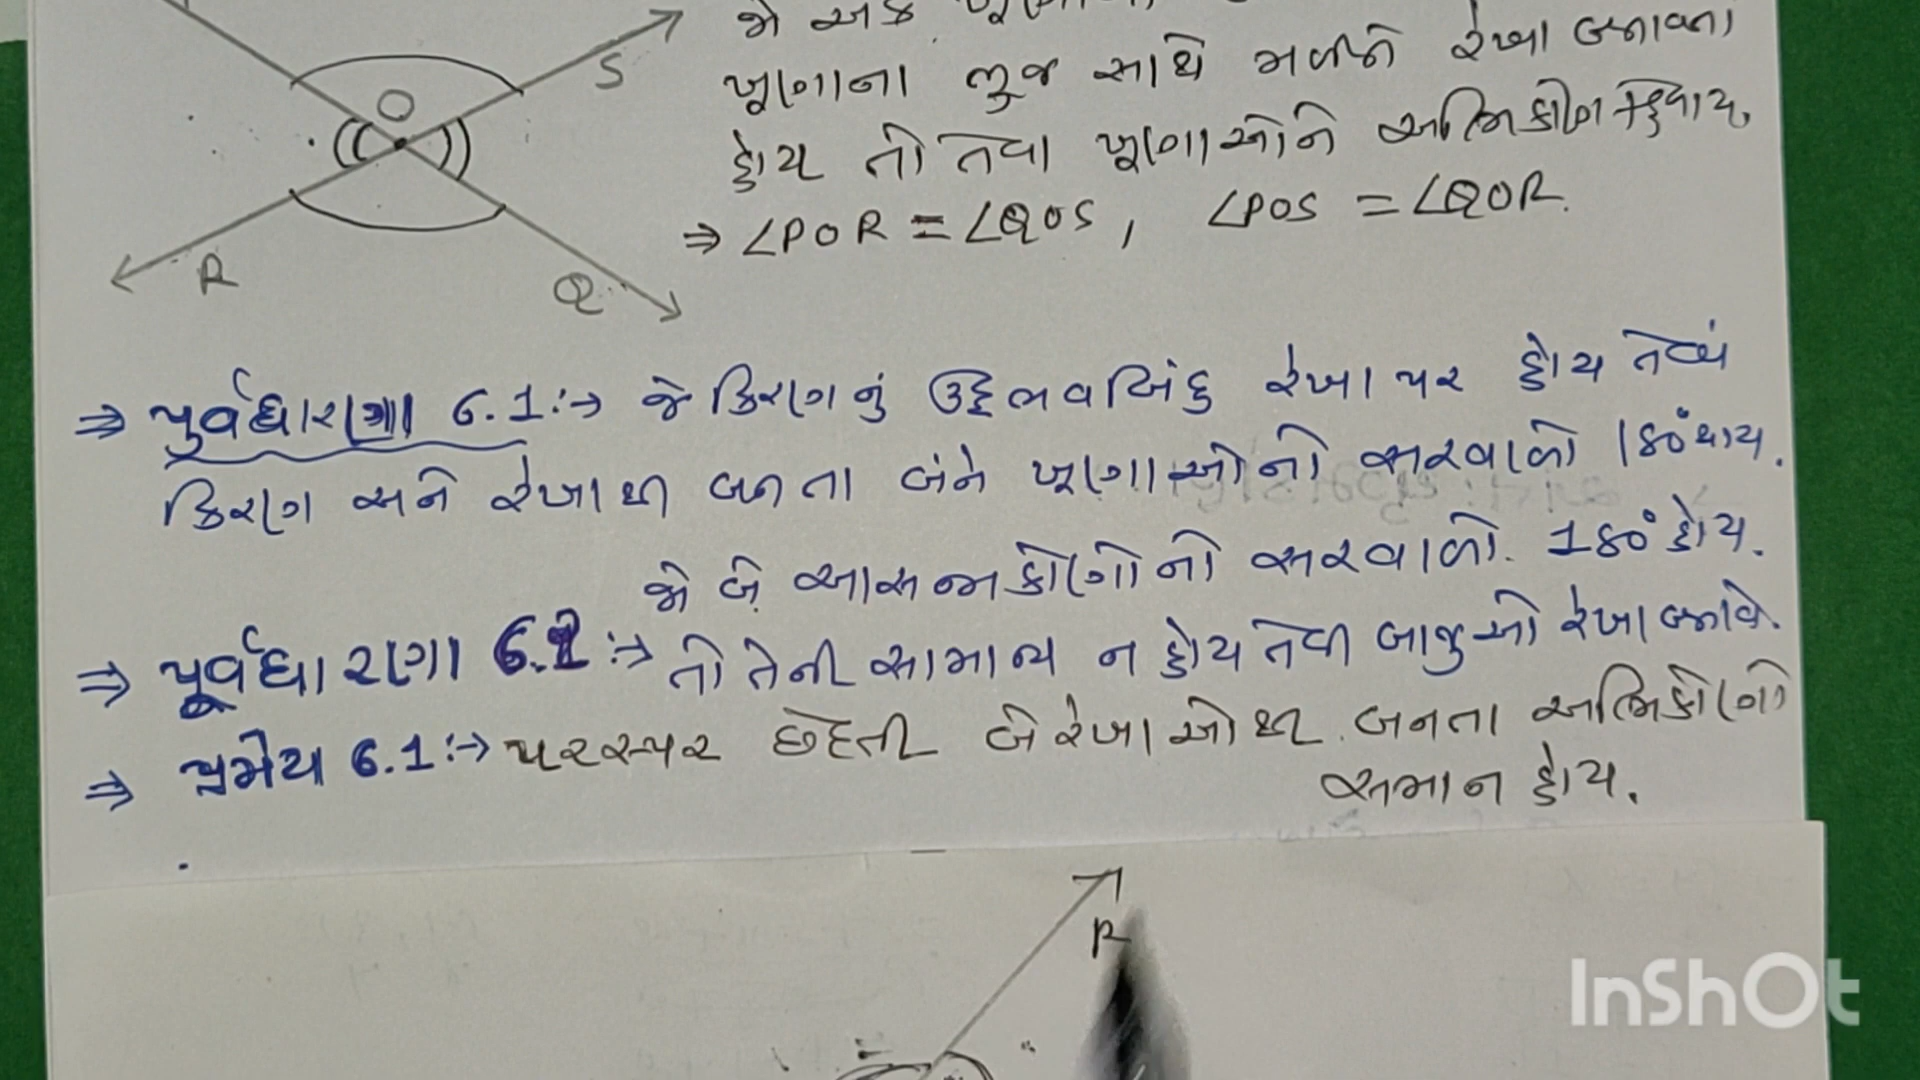 S
O
R
Q
જો એક
ખૂણાના ભુજ સાથે મળીને રેખા બનાવતા
હોય તો તેવા ખૂણાઓને અભિકોણ કહેવાય.
⇒ ∠POR = ∠QOS, ∠POS = ∠QOR.
⇒ પુર્વધારણા 6.1:→ જે કિરણનું ઉદ્દભવબિંદુ રેખા પર હોય તેવાં
કિરણ અને રેખાથી બનતા બંને ખૂણાઓનો સરવાળો 180° થાય.
જો બે આસન્નકોણોનો સરવાળો. 180° હોય.
⇒ પૂર્વધારણા 6.2:→ તો તેની સામાન્ય ન હોય તેવી બાજુઓ રેખા બનાવે.
⇒ પ્રમેય 6.1:→ પરસ્પર છેદતી બે રેખાઓથી બનતા અભિકોણો
સમાન હોય.
R
InShOt